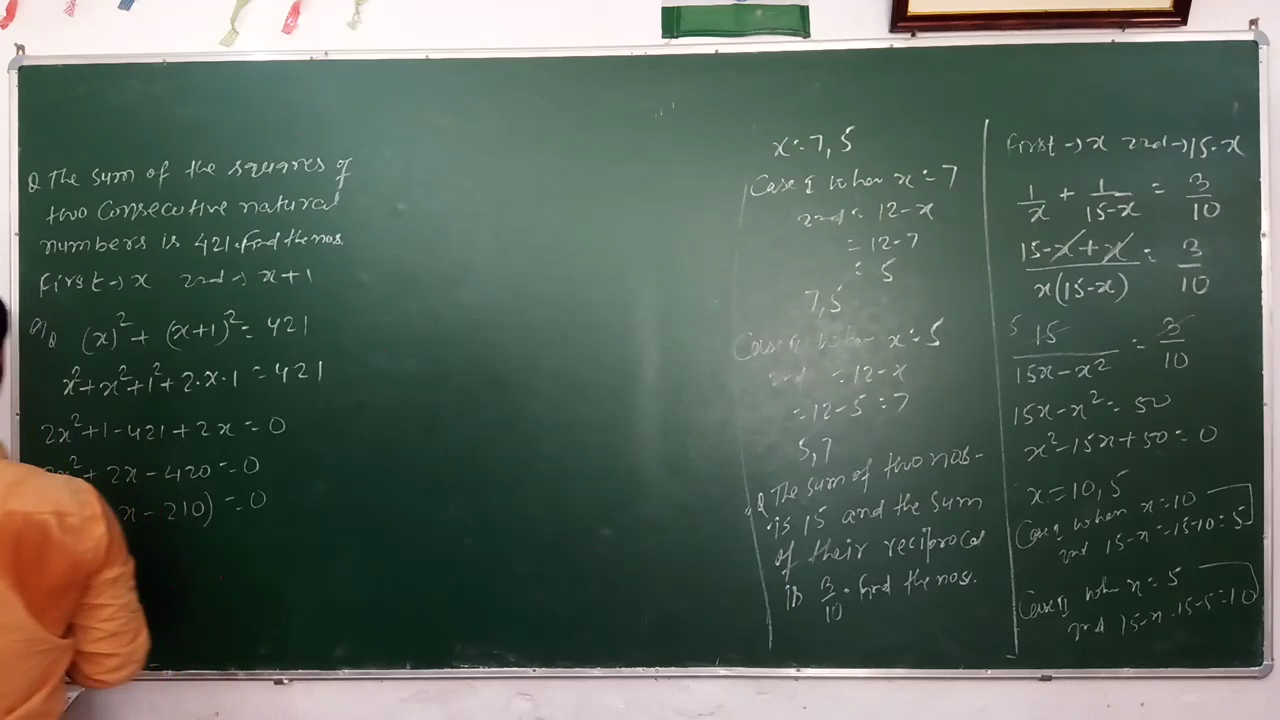 Q The sum of the squares of
two Consecutive natural
numbers is 421. find the nos.
first → x 2nd → x+1
(x)² + (x+1)² = 421
x² + x² + 1² + 2·x·1 = 421
2x² + 1 - 421 + 2x = 0
x² + 2x - 420 = 0
x - 210) = 0
x = 7, 5
Case I when x = 7
2nd = 12-x
= 12-7
= 5
7, 5
Case II when x = 5
2nd = 12-x
= 12-5 = 7
5, 7
Q The sum of two nos.
is 15 and the sum
of their reciprocal
is 3/10. find the nos.
first → x 2nd → 15-x
1/x + 1/15-x = 3/10
15-x+x/x(15-x) = 3/10
5 15/15x-x² = 3/10
15x-x² = 50
x²-15x+50 = 0
x = 10, 5
Case I when x = 10
2nd 15-x = 15-10 = 5
Case II when x = 5
2nd 15-x = 15-5 = 10